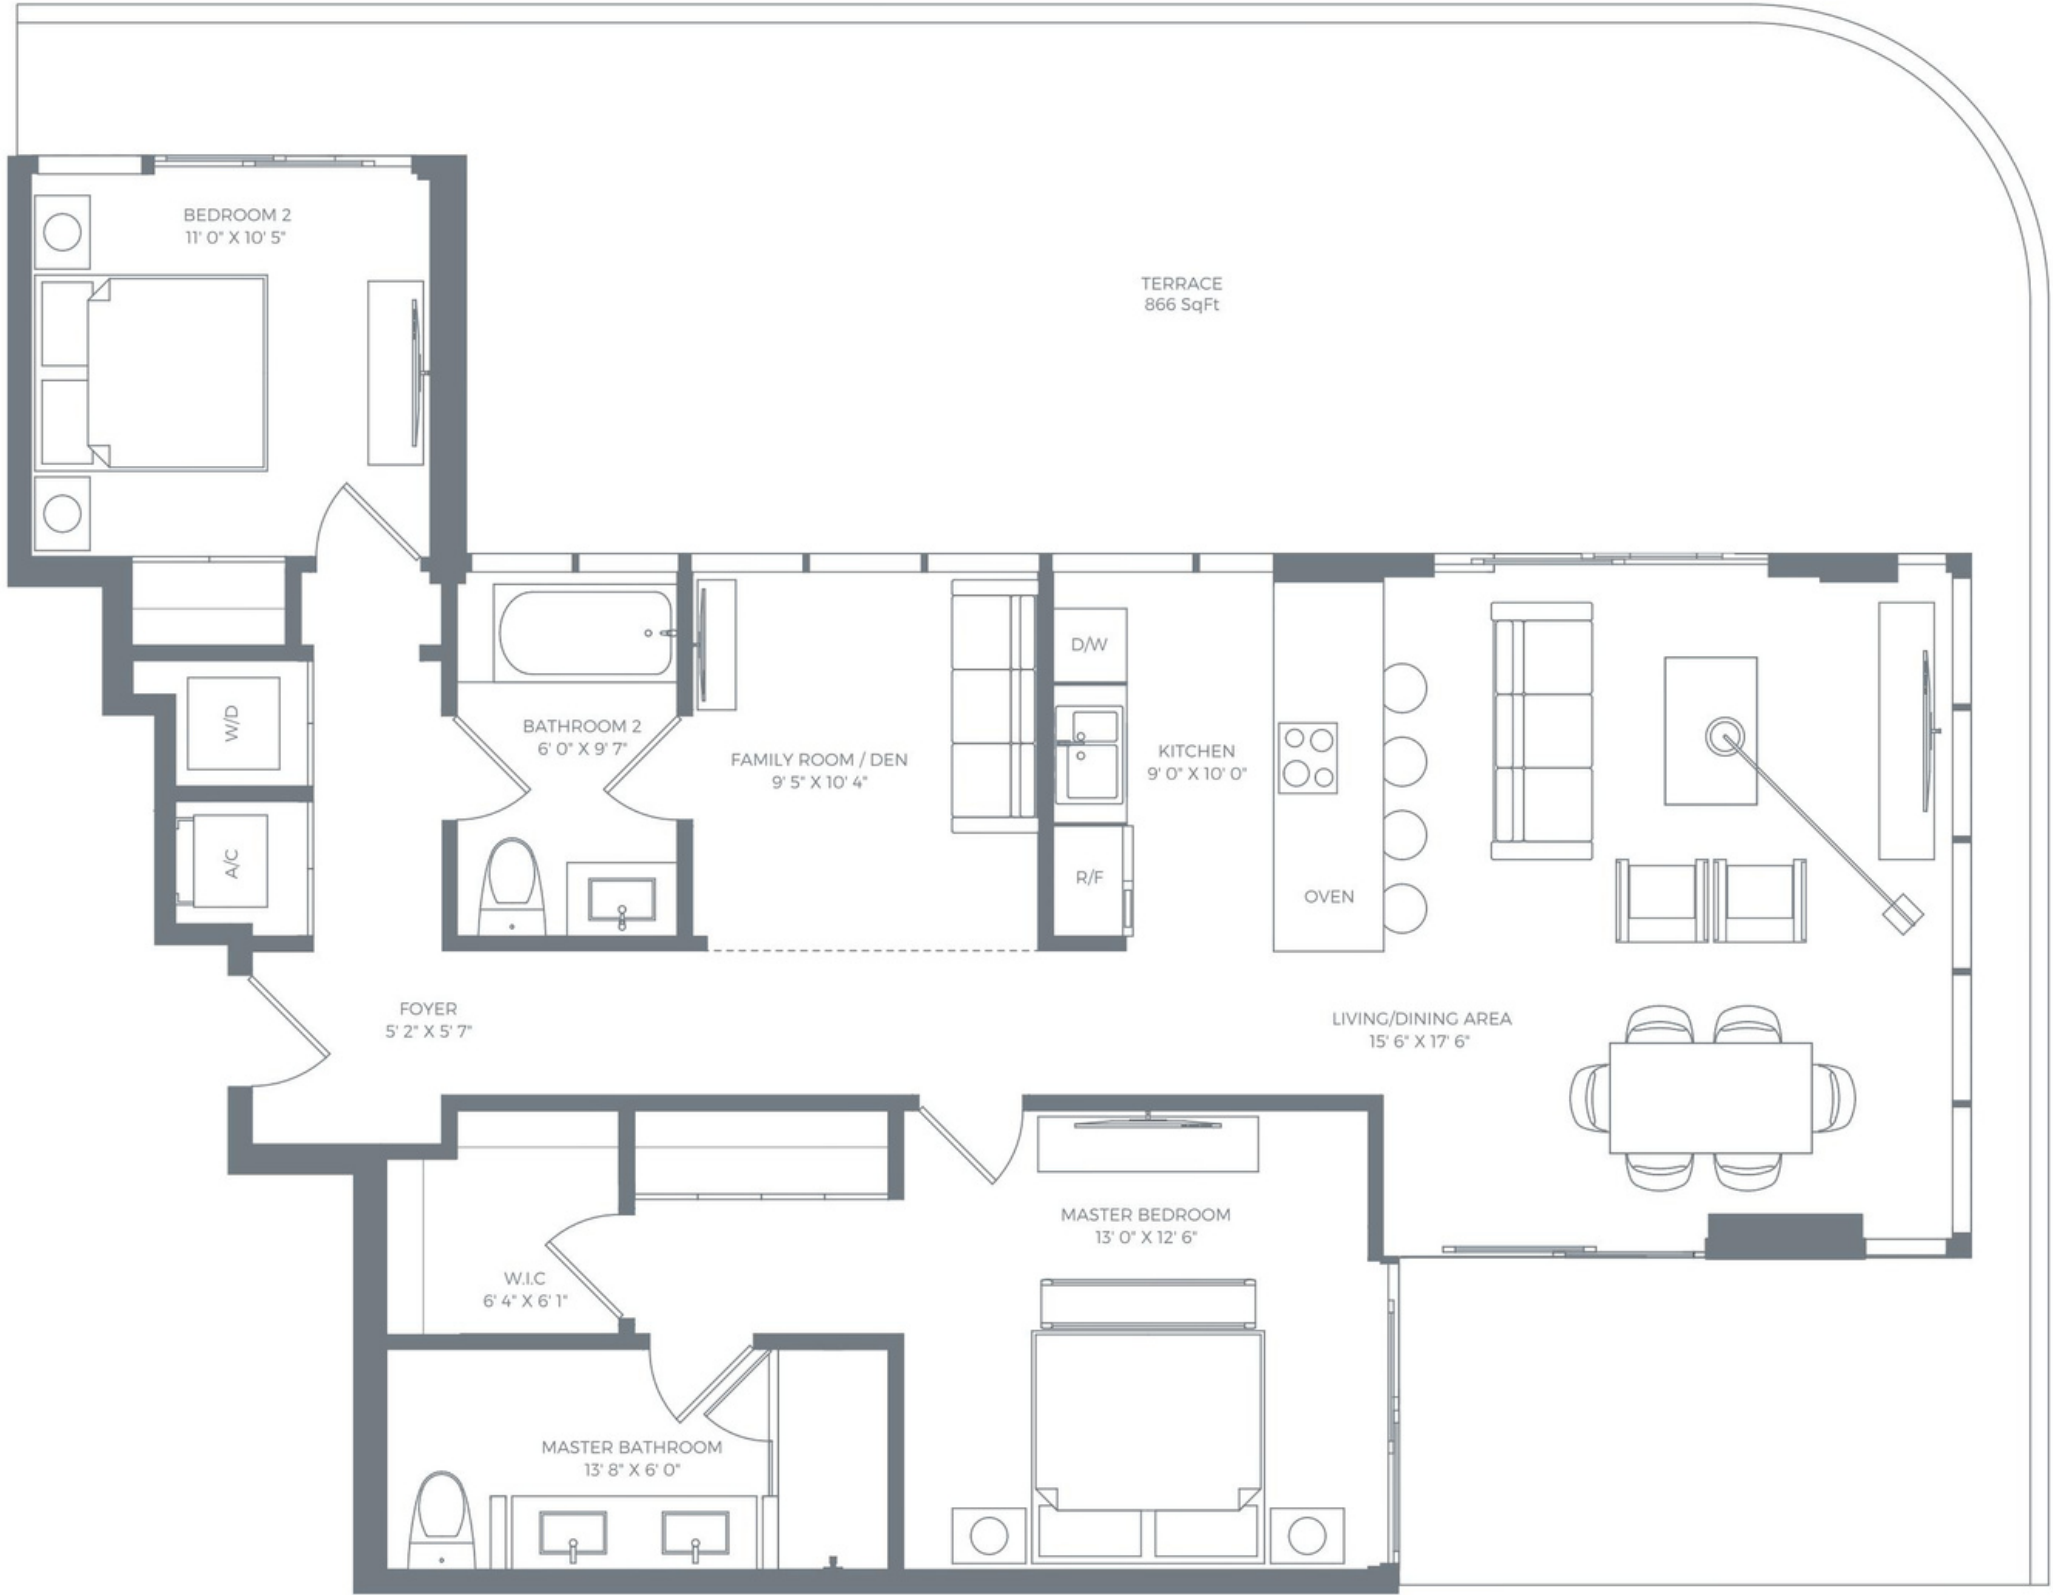 BEDROOM 2
11' 0" X 10' 5"
TERRACE
866 SqFt
D/W
W/D
BATHROOM 2
6' 0" X 9' 7"
FAMILY ROOM / DEN
9' 5" X 10' 4"
KITCHEN
9' 0" X 10' 0"
A/C
R/F
OVEN
FOYER
5' 2" X 5' 7"
LIVING/DINING AREA
15' 6" X 17' 6"
MASTER BEDROOM
13' 0" X 12' 6"
W.I.C
6' 4" X 6' 1"
MASTER BATHROOM
13' 8" X 6' 0"